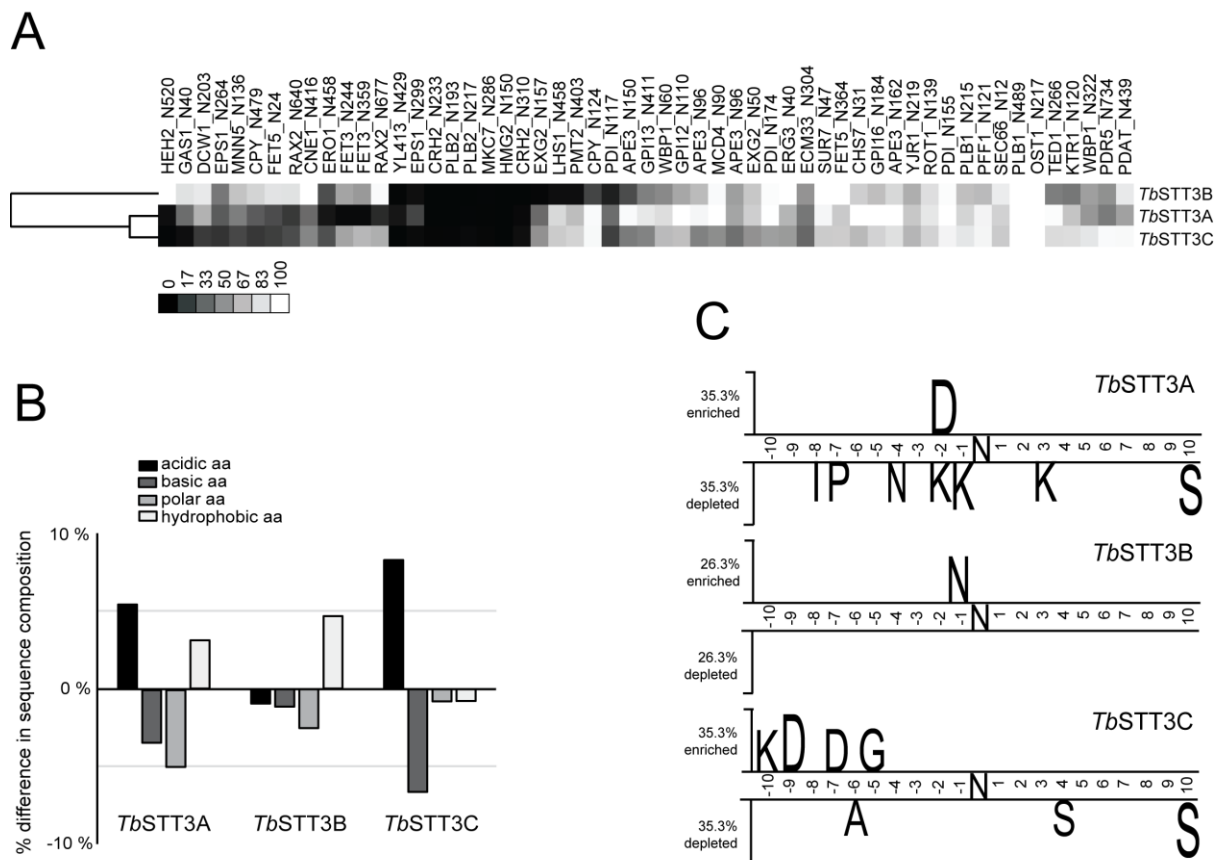 A
HEH2_N520
GAS1_N40
DCW1_N203
EPS1_N264
MNN5_N136
CPY_N479
FET5_N24
RAX2_N640
CNE1_N416
ERO1_N458
FET3_N244
FET3_N359
RAX2_N677
YL413_N429
EPS1_N299
CRH2_N233
PLB2_N193
PLB2_N217
MKC7_N286
HMG2_N150
CRH2_N310
EXG2_N157
LHS1_N458
PMT2_N403
CPY_N124
PDI_N117
APE3_N150
GPI13_N411
WBP1_N60
GPI12_N110
APE3_N96
MCD4_N90
APE3_N96
EXG2_N50
PDI_N174
ERG3_N40
ECM33_N304
SUR7_N47
FET5_N364
CHS7_N31
GPI16_N184
APE3_N162
YJR1_N219
ROT1_N139
PDI_N155
PLB1_N215
PFF1_N121
SEC66_N12
PLB1_N489
OST1_N217
TED1_N266
KTR1_N120
WBP1_N322
PDR5_N734
PDAT_N439
TbSTT3B
TbSTT3A
TbSTT3C
0 17 33 50 67 83 100
B
acidic aa
basic aa
polar aa
hydrophobic aa
% difference in sequence composition
10 %
0 %
-10 %
TbSTT3A TbSTT3B TbSTT3C
C
TbSTT3A
35.3%
enriched
D
-10 -9 -8 -7 -6 -5 -4 -3 -2 -1 N 1 2 3 4 5 6 7 8 9 10
35.3%
depleted
I P N K K K S
TbSTT3B
26.3%
enriched
N
-10 -9 -8 -7 -6 -5 -4 -3 -2 -1 N 1 2 3 4 5 6 7 8 9 10
26.3%
depleted
TbSTT3C
35.3%
enriched
K D D G
-10 -9 -8 -7 -6 -5 -4 -3 -2 -1 N 1 2 3 4 5 6 7 8 9 10
35.3%
depleted
A S S